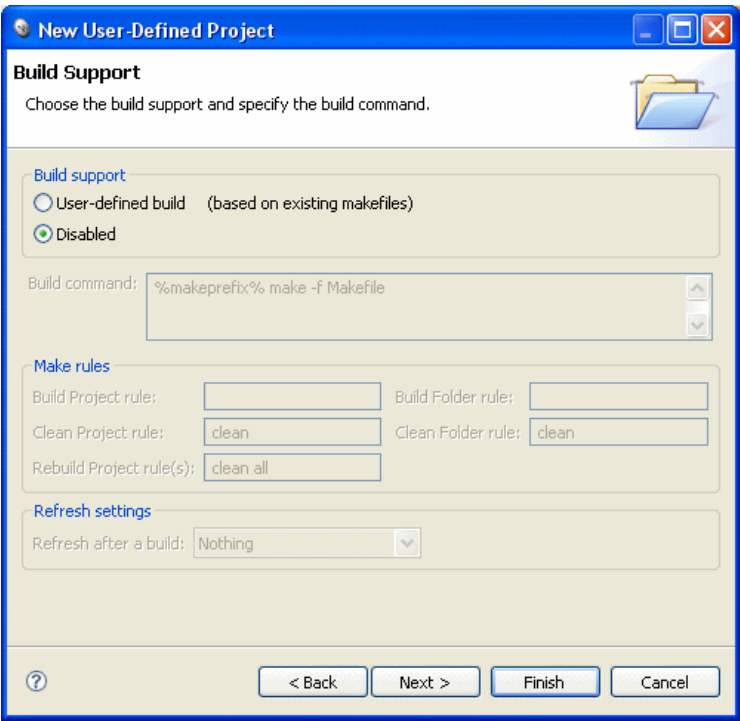 New User-Defined Project
Build Support
Choose the build support and specify the build command.
Build support
User-defined build (based on existing makefiles)
Disabled
Build command: %makeprefix% make -f Makefile
Make rules
Build Project rule: Build Folder rule:
Clean Project rule: clean Clean Folder rule: clean
Rebuild Project rule(s): clean all
Refresh settings
Refresh after a build: Nothing
? < Back Next > Finish Cancel